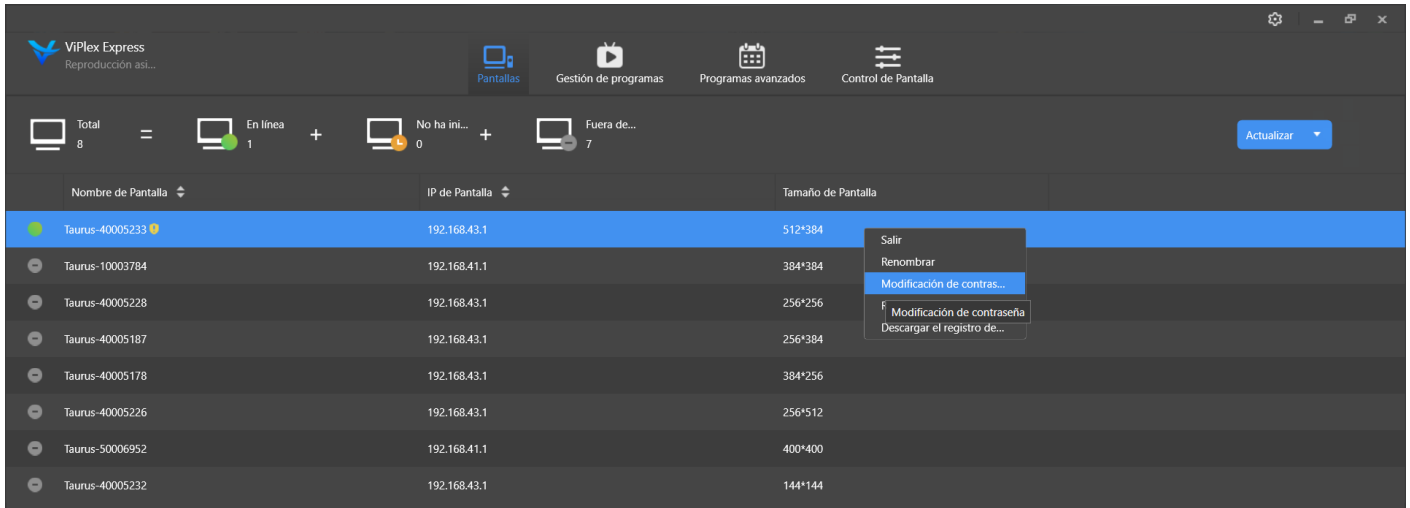 ViPlex Express
Reproducción asi...
Pantallas
Gestión de programas
Programas avanzados
Control de Pantalla
Total
8
=
En línea
1
+
No ha ini...
0
+
Fuera de...
7
Actualizar
Nombre de Pantalla IP de Pantalla Tamaño de Pantalla
Taurus-40005233 192.168.43.1 512*384
Taurus-10003784 192.168.41.1 384*384
Taurus-40005228 192.168.43.1 256*256
Taurus-40005187 192.168.43.1 256*384
Taurus-40005178 192.168.43.1 384*256
Taurus-40005226 192.168.43.1 256*512
Taurus-50006952 192.168.41.1 400*400
Taurus-40005232 192.168.43.1 144*144
Salir
Renombrar
Modificación de contras...
Modificación de contraseña
Descargar el registro de...